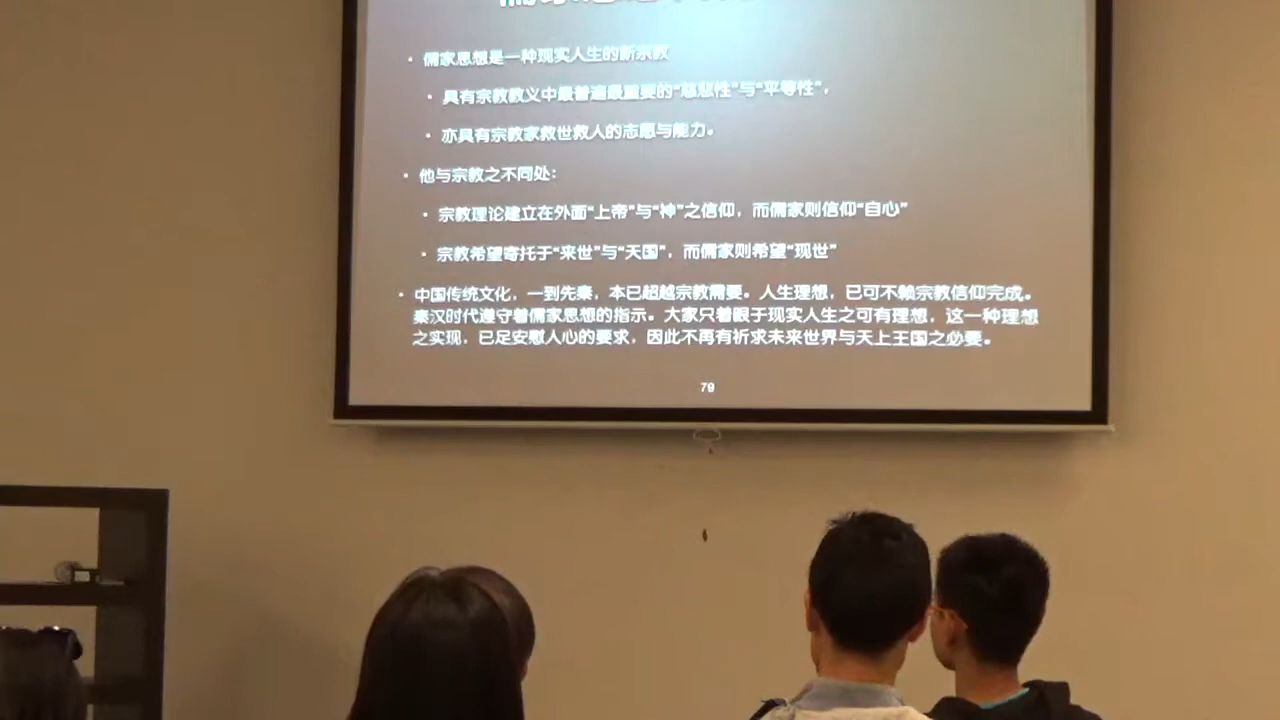 • 儒家思想是一种现实人生的新宗教
• 具有宗教教义中最普遍最重要的“慈悲性”与“平等性”，
• 亦具有宗教家救世救人的志愿与能力。
• 他与宗教之不同处：
• 宗教理论建立在外面“上帝”与“神”之信仰，而儒家则信仰“自心”
• 宗教希望寄托于“来世”与“天国”，而儒家则希望“现世”
• 中国传统文化，一到先秦，本已超越宗教需要。人生理想，已可不赖宗教信仰完成。
秦汉时代遵守着儒家思想的指示。大家只着眼于现实人生之可有理想，这一种理想
之实现，已足安慰人心的要求，因此不再有祈求未来世界与天上王国之必要。
79